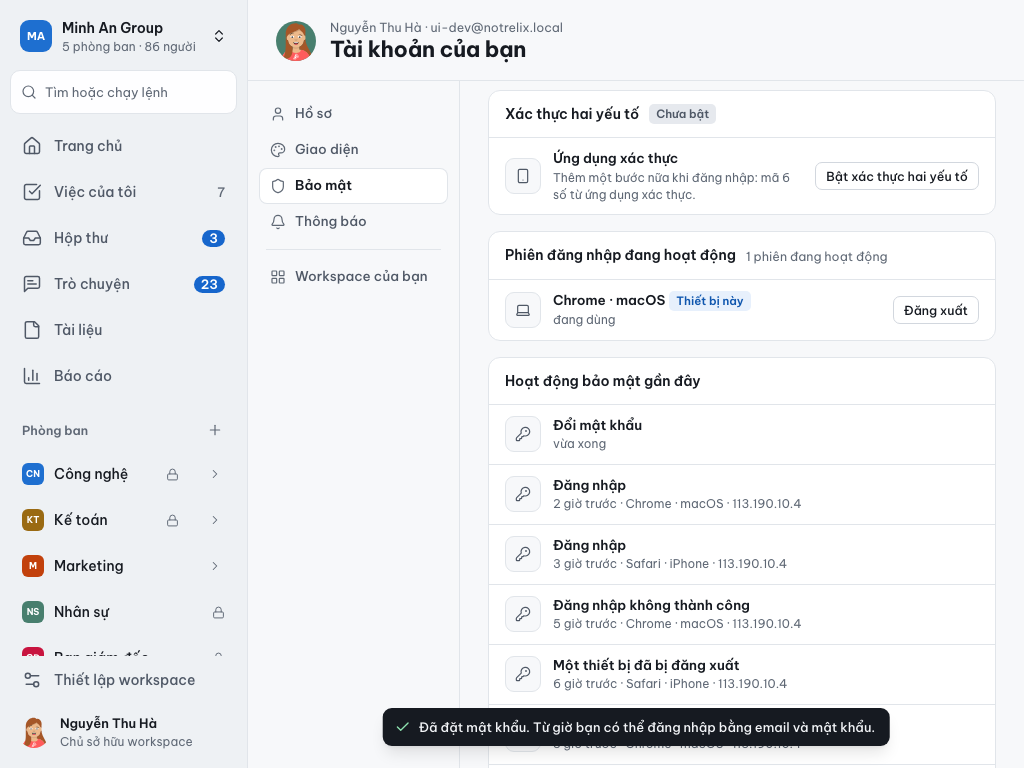 MA
Minh An Group
5 phòng ban · 86 người
Tìm hoặc chạy lệnh
Trang chủ
Việc của tôi 7
Hộp thư 3
Trò chuyện 23
Tài liệu
Báo cáo
Phòng ban
CN Công nghệ
KT Kế toán
M Marketing
NS Nhân sự
Thiết lập workspace
Nguyễn Thu Hà
Chủ sở hữu workspace
Nguyễn Thu Hà · ui-dev@notrelix.local
Tài khoản của bạn
Hồ sơ
Giao diện
Bảo mật
Thông báo
Workspace của bạn
Xác thực hai yếu tố Chưa bật
Ứng dụng xác thực
Thêm một bước nữa khi đăng nhập: mã 6
số từ ứng dụng xác thực.
Bật xác thực hai yếu tố
Phiên đăng nhập đang hoạt động 1 phiên đang hoạt động
Chrome · macOS Thiết bị này
đang dùng
Đăng xuất
Hoạt động bảo mật gần đây
Đổi mật khẩu
vừa xong
Đăng nhập
2 giờ trước · Chrome · macOS · 113.190.10.4
Đăng nhập
3 giờ trước · Safari · iPhone · 113.190.10.4
Đăng nhập không thành công
5 giờ trước · Chrome · macOS · 113.190.10.4
Một thiết bị đã bị đăng xuất
6 giờ trước · Safari · iPhone · 113.190.10.4
Đã đặt mật khẩu. Từ giờ bạn có thể đăng nhập bằng email và mật khẩu.